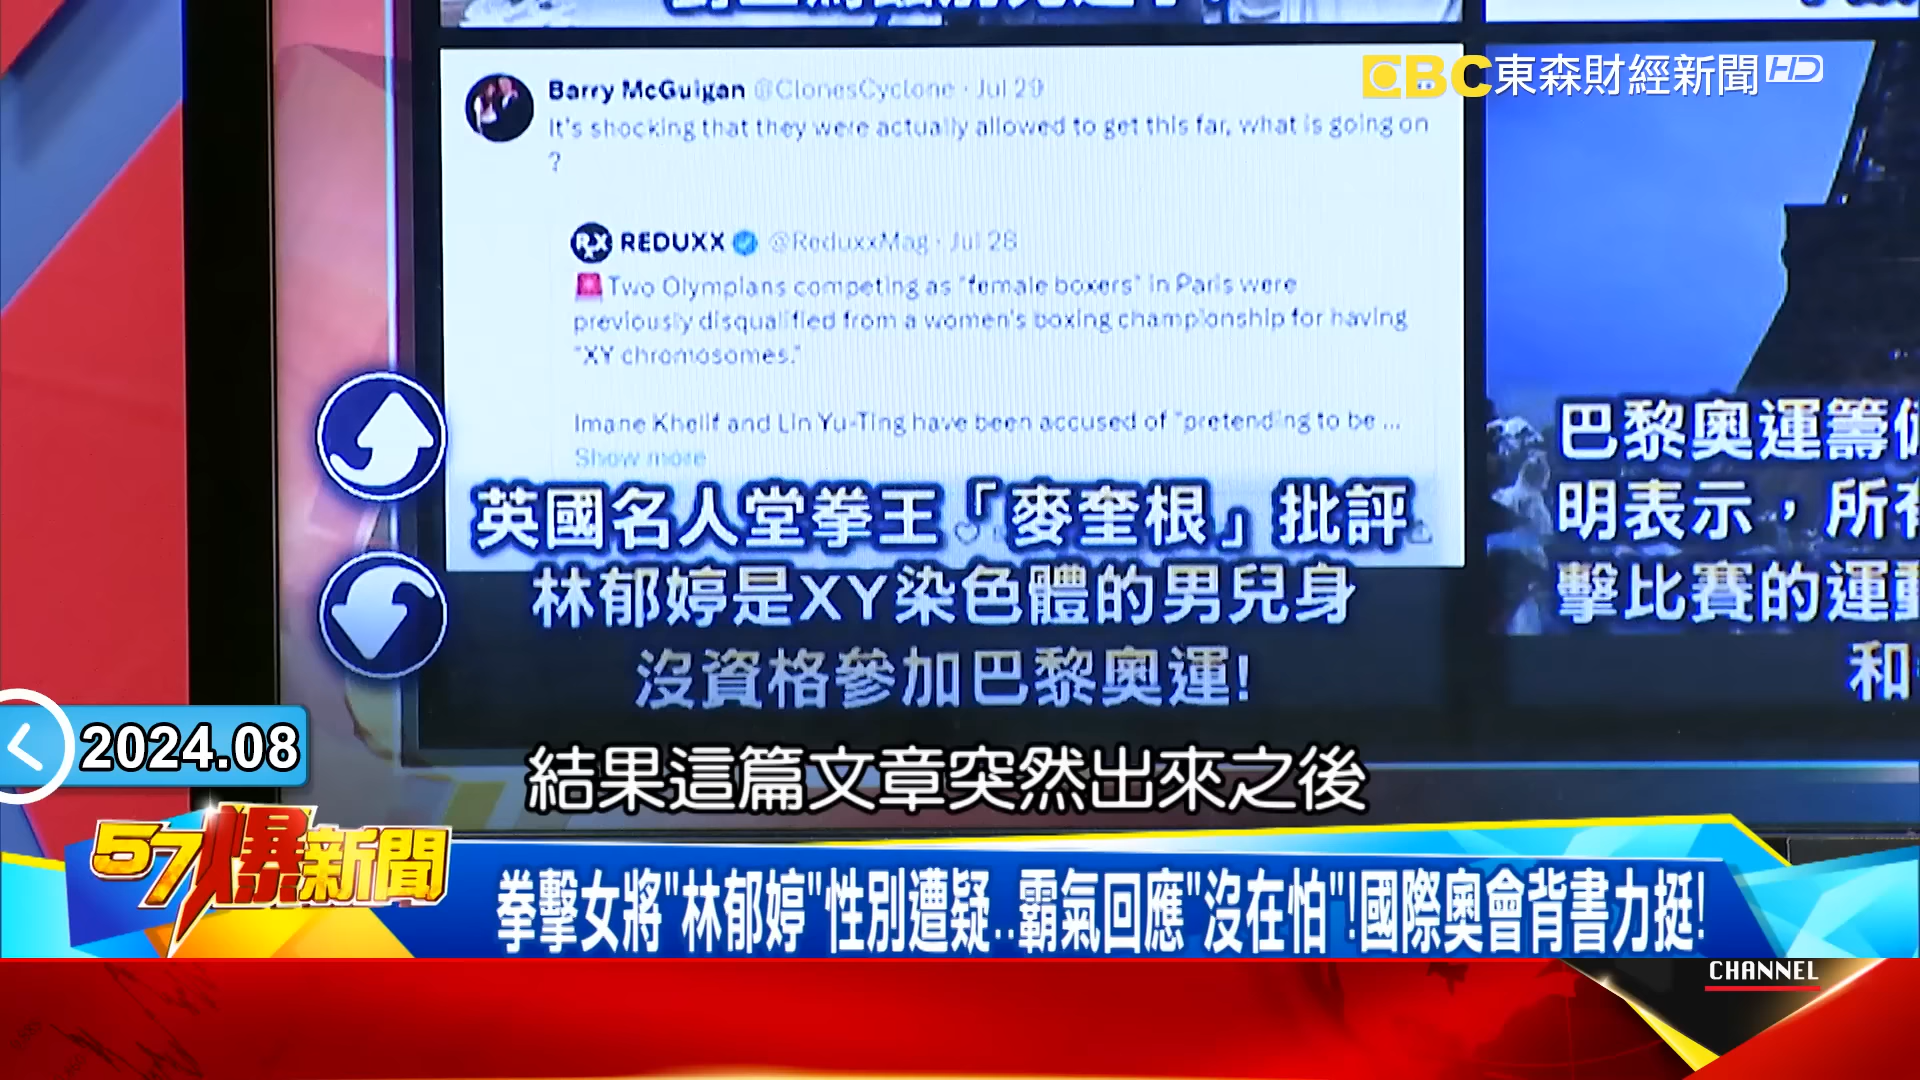 Barry McGuigan @ClonesCyclone · Jul 29
It's shocking that they were actually allowed to get this far, what is going on
?
REDUXX @ReduxxMag · Jul 28
🚨Two Olympians competing as "female boxers" in Paris were
previously disqualified from a women's boxing championship for having
"XY chromosomes."
Imane Khelif and Lin Yu-Ting have been accused of "pretending to be ...
Show more
英國名人堂拳王「麥奎根」批評
林郁婷是XY染色體的男兒身
沒資格參加巴黎奧運!
EBC東森財經新聞HD
巴黎奧運籌
明表示，所有
擊比賽的運動
和
2024.08
結果這篇文章突然出來之後
57爆新聞
拳擊女將"林郁婷"性別遭疑..霸氣回應"沒在怕"!國際奧會背書力挺!
CHANNEL